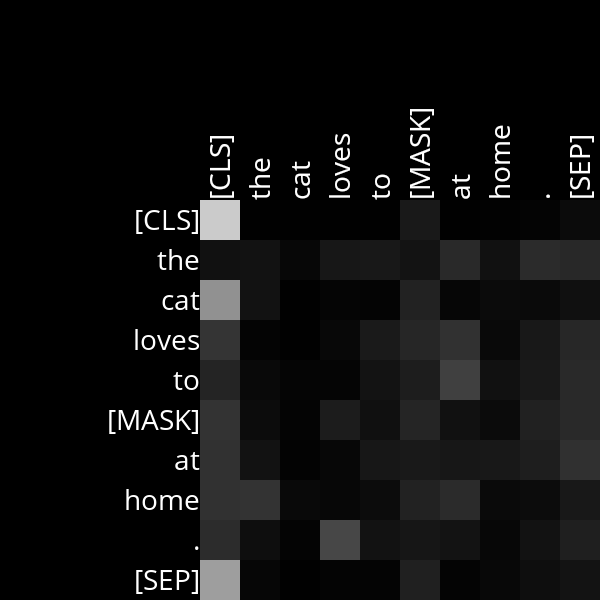 [CLS] the cat loves to [MASK] at home . [SEP]
[CLS]
the
cat
loves
to
[MASK]
at
home
.
[SEP]